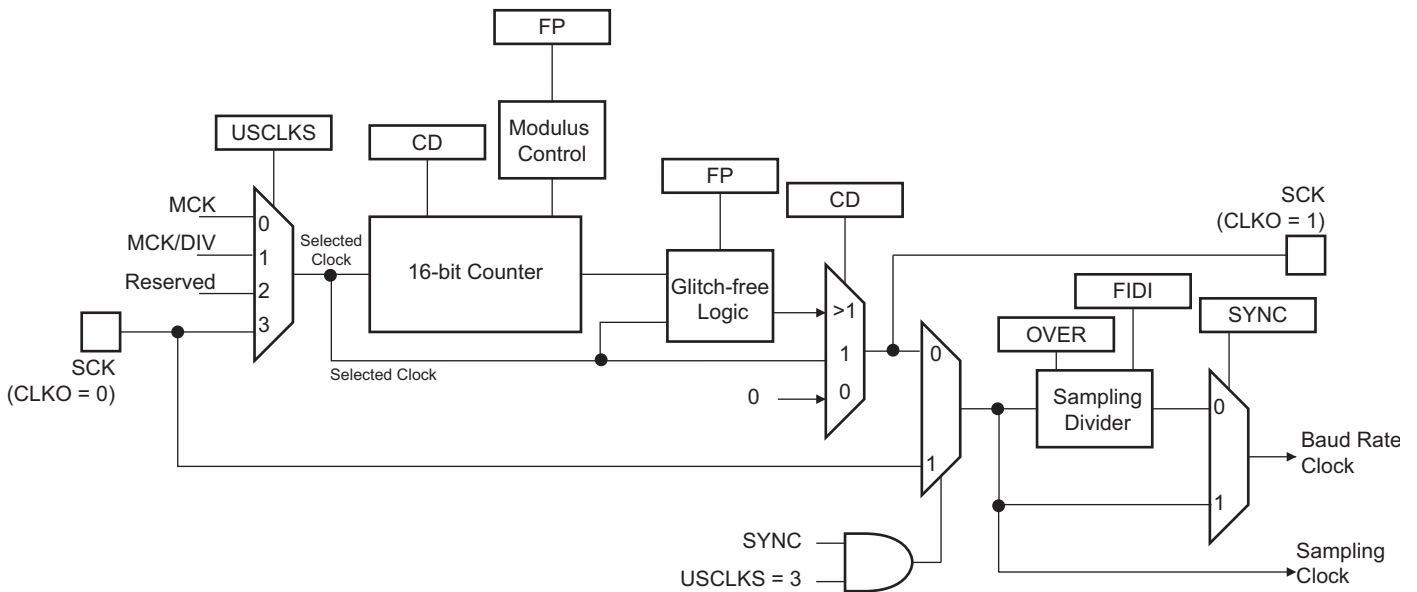 FP
USCLKS
CD
Modulus
Control
FP
CD
SCK
(CLKO = 1)
MCK
0
MCK/DIV
1
Selected
Clock
16-bit Counter
Reserved
2
Glitch-free
Logic
>1
FIDI
3
SYNC
OVER
SCK
(CLKO = 0)
Selected Clock
1
0
0
0
Sampling
Divider
0
1
Baud Rate
Clock
1
SYNC
USCLKS = 3
Sampling
Clock